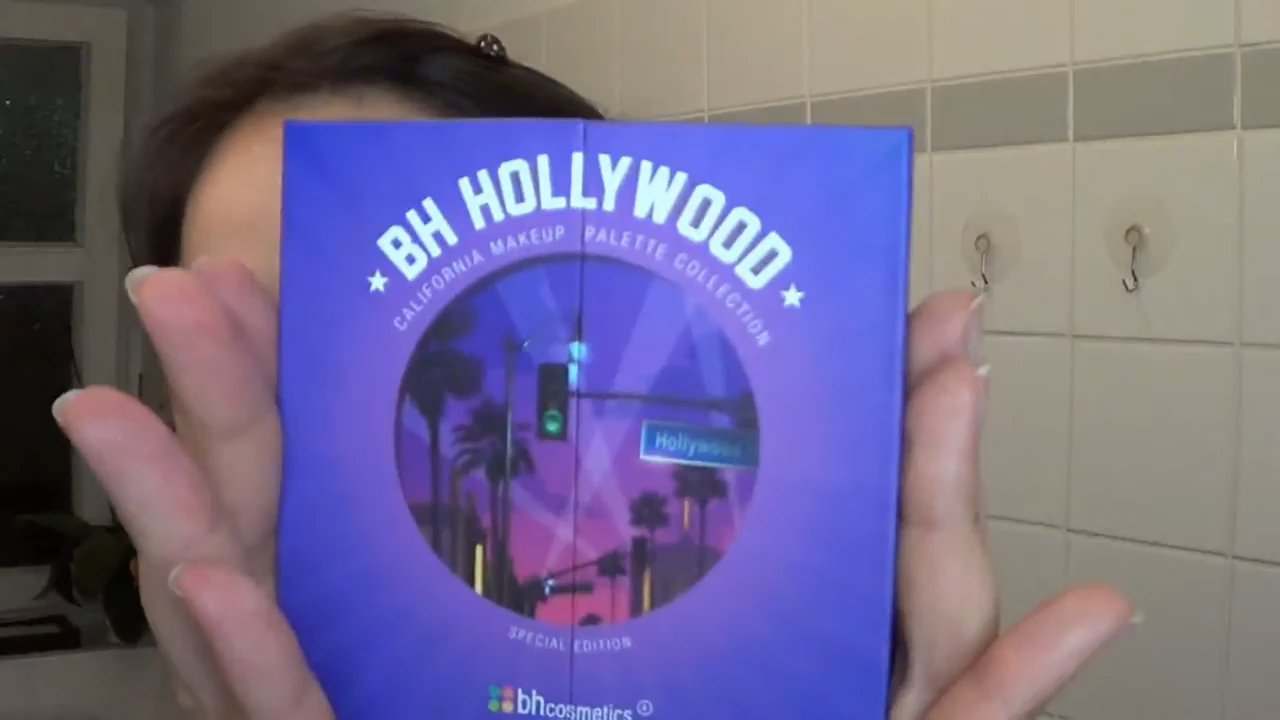 BH HOLLYWOOD
CALIFORNIA MAKEUP PALETTE COLLECTION
Hollywood
SPECIAL EDITION
bhcosmetics